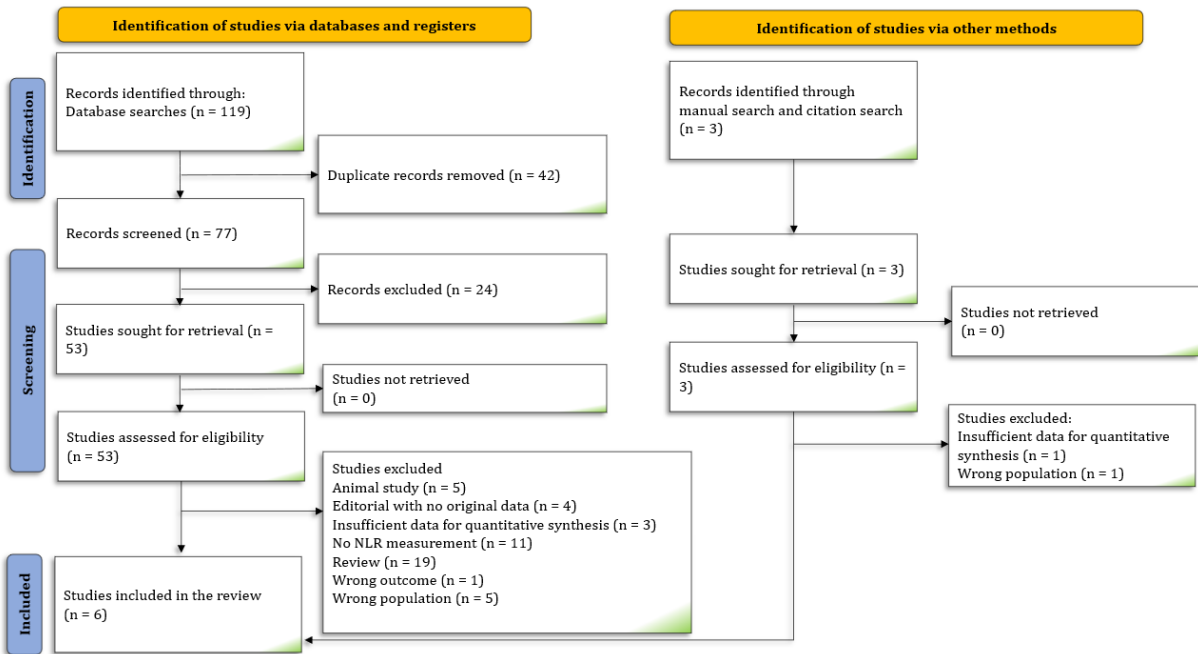 Identification of studies via databases and registers
Identification of studies via other methods
Identification
Records identified through:
Database searches (n = 119)
Records identified through
manual search and citation search
(n = 3)
Duplicate records removed (n = 42)
Screening
Records screened (n = 77)
Records excluded (n = 24)
Studies sought for retrieval (n = 3)
Studies sought for retrieval (n =
53)
Studies not retrieved
(n = 0)
Studies not retrieved
(n = 0)
Studies assessed for eligibility (n =
3)
Studies assessed for eligibility
(n = 53)
Studies excluded:
Insufficient data for quantitative
synthesis (n = 1)
Wrong population (n = 1)
Studies excluded
Animal study (n = 5)
Editorial with no original data (n = 4)
Insufficient data for quantitative synthesis (n = 3)
No NLR measurement (n = 11)
Review (n = 19)
Wrong outcome (n = 1)
Wrong population (n = 5)
Included
Studies included in the review
(n = 6)